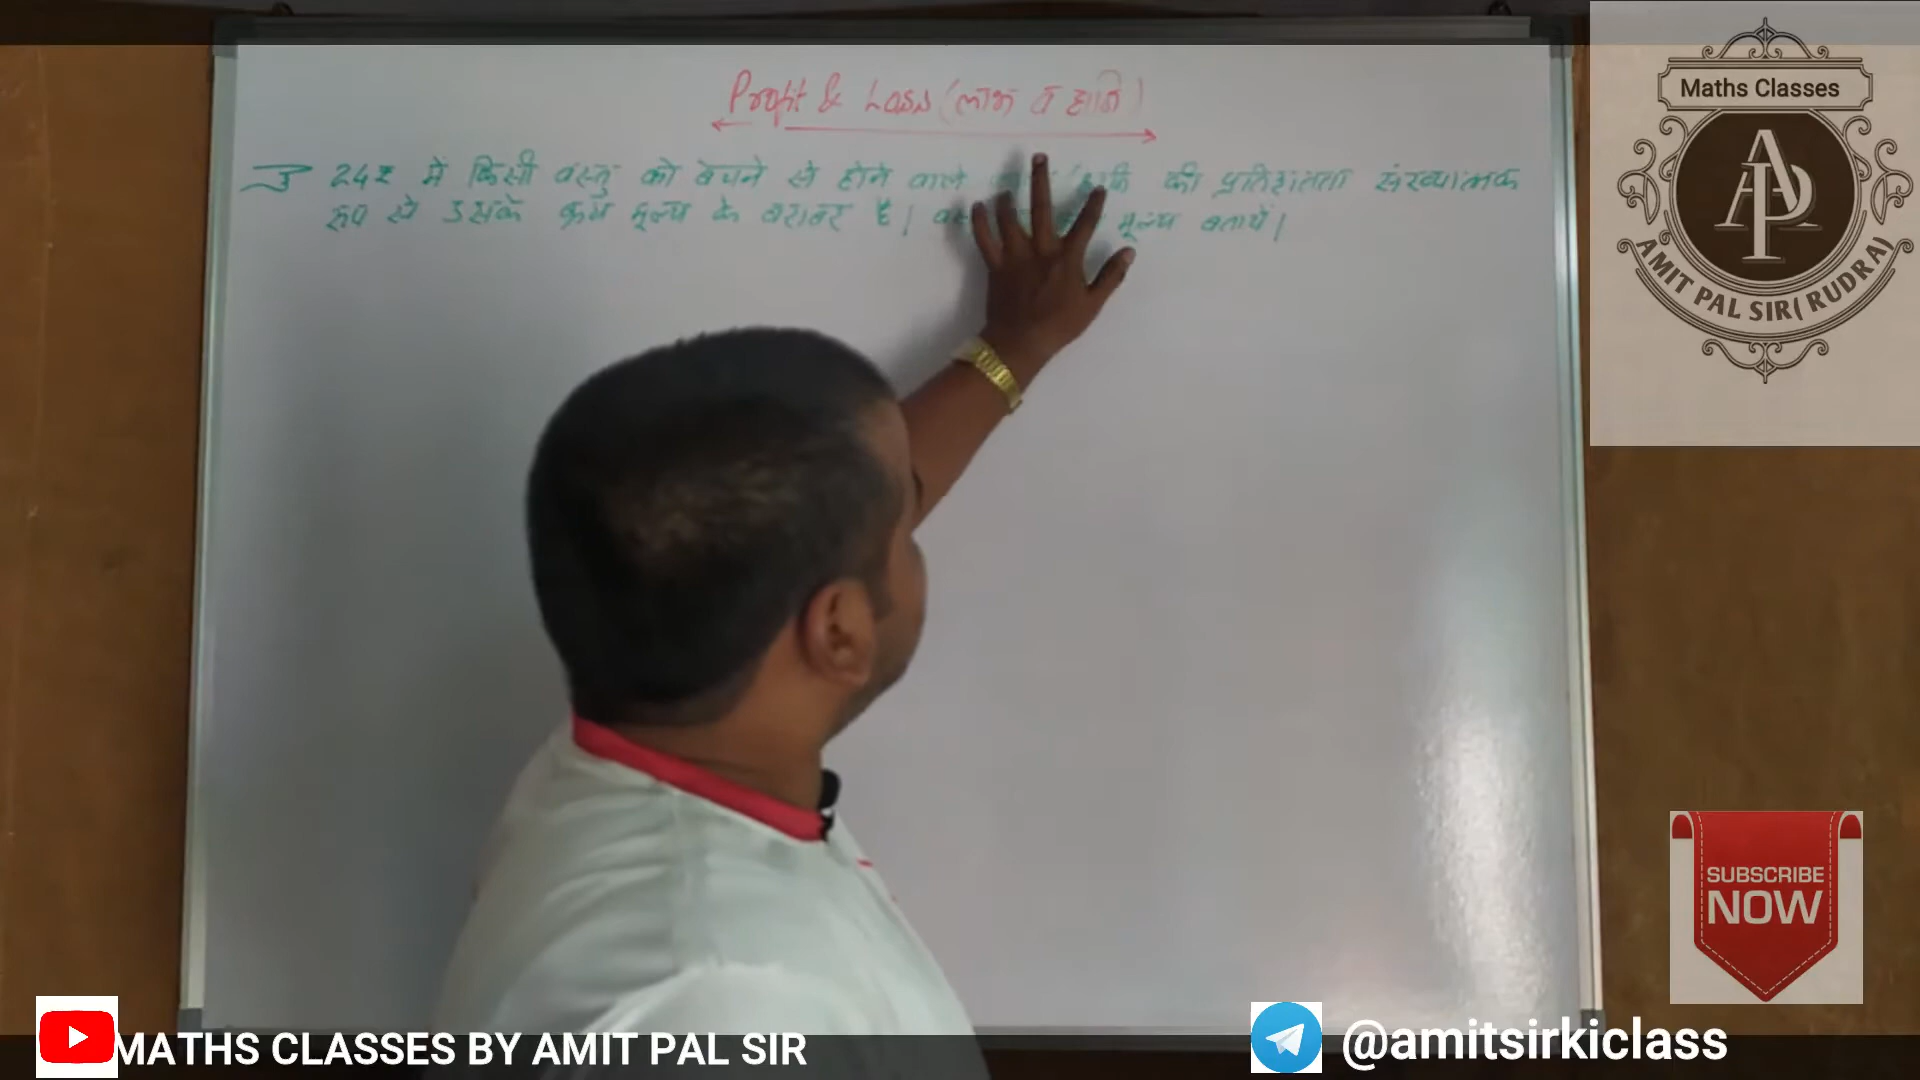 Profit & Loss (लाभ व हानि)
24₹ में किसी वस्तु को बेचने से होने वाले की प्रतिशतता संख्यात्मक
रूप से उसके क्रय मूल्य के बराबर है। मूल्य बतायें।
Maths Classes
AP
AMIT PAL SIR( RUDRA)
SUBSCRIBE
NOW
MATHS CLASSES BY AMIT PAL SIR
@amitsirkiclass